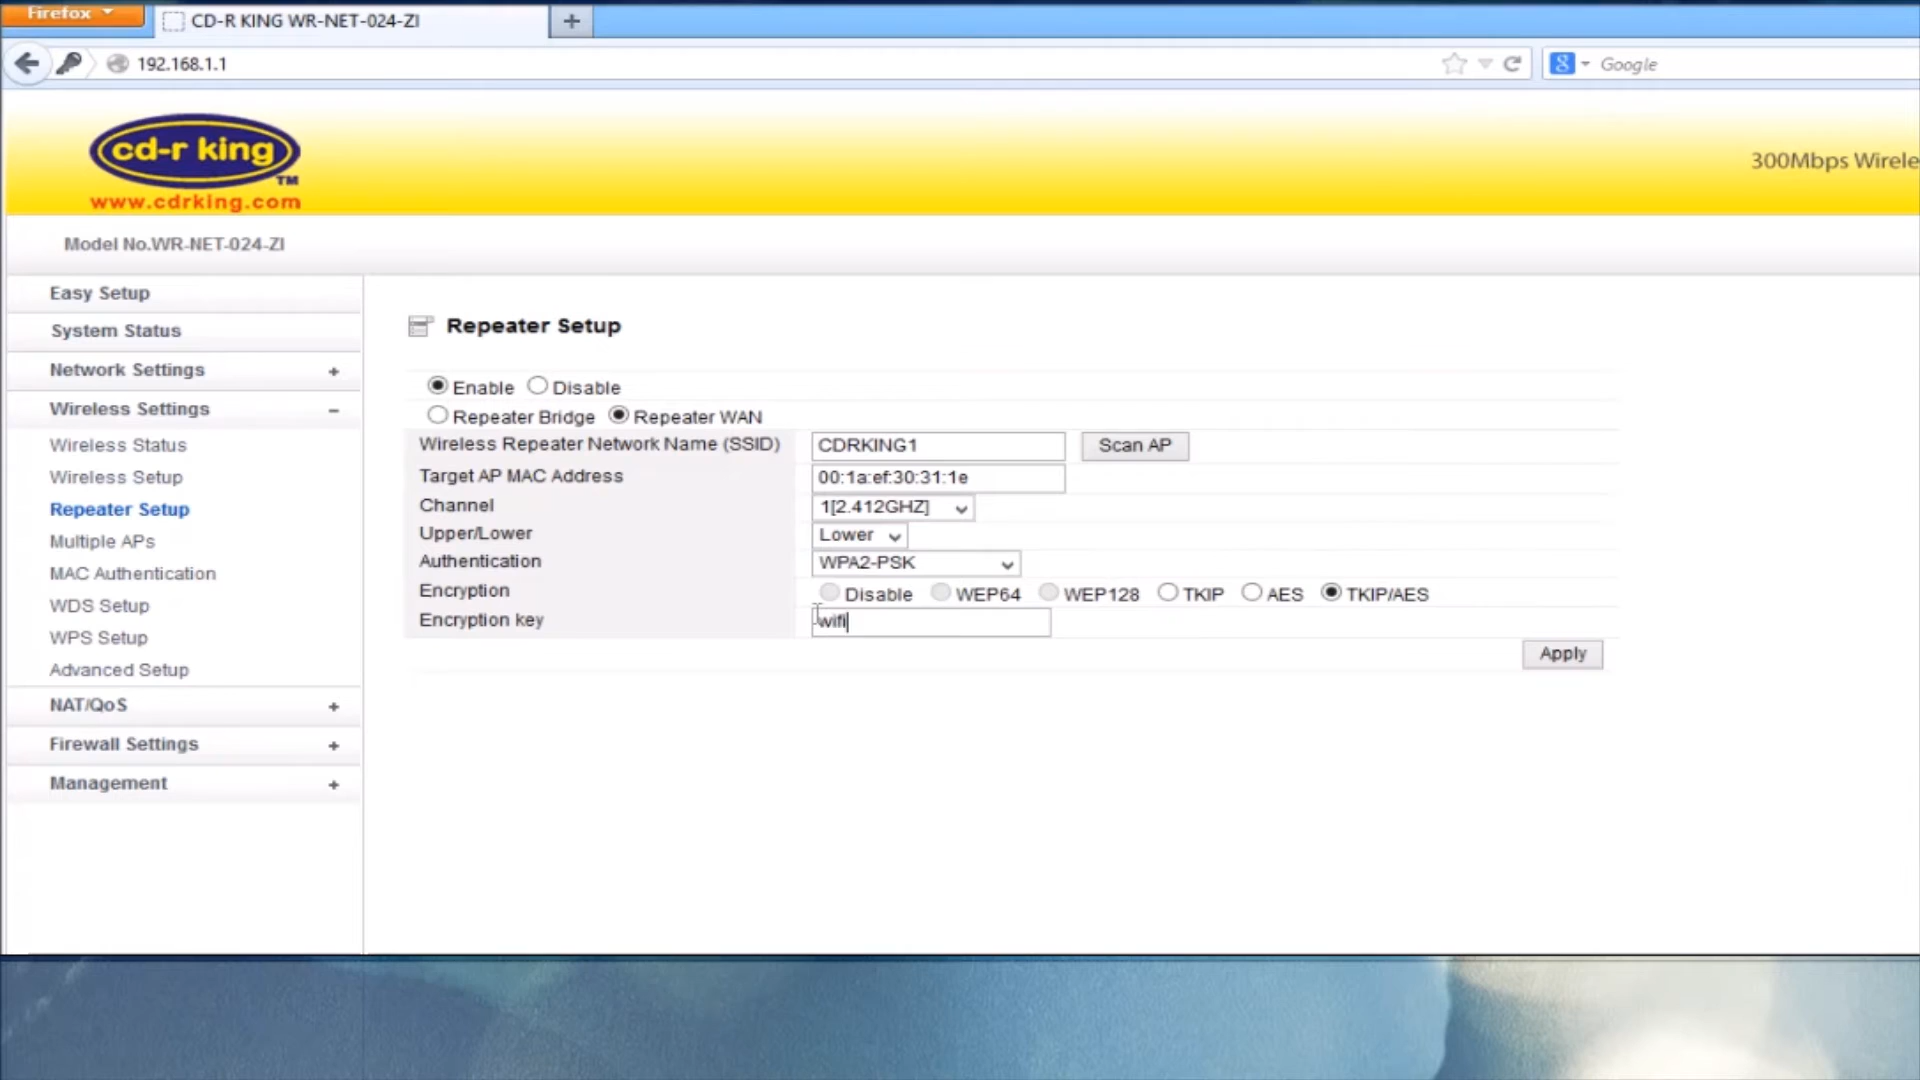 Firefox
CD-R KING WR-NET-024-ZI
192.168.1.1
Google
cd-r king
TM
www.cdrking.com
300Mbps Wirele
Model No.WR-NET-024-ZI
Easy Setup
System Status
Network Settings +
Wireless Settings −
Wireless Status
Wireless Setup
Repeater Setup
Multiple APs
MAC Authentication
WDS Setup
WPS Setup
Advanced Setup
NAT/QoS +
Firewall Settings +
Management +
Repeater Setup
Enable Disable
Repeater Bridge Repeater WAN
Wireless Repeater Network Name (SSID) CDRKING1 Scan AP
Target AP MAC Address 00:1a:ef:30:31:1e
Channel 1[2.412GHZ]
Upper/Lower Lower
Authentication WPA2-PSK
Encryption Disable WEP64 WEP128 TKIP AES TKIP/AES
Encryption key wifi
Apply